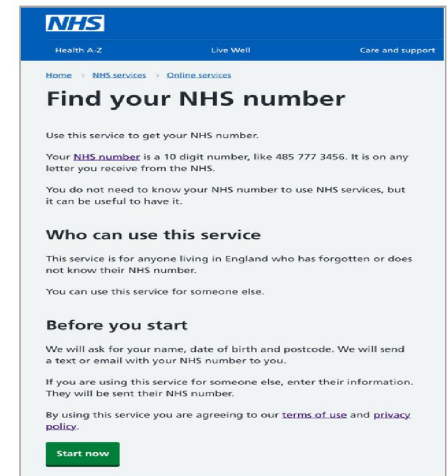 NHS
Health A-Z Live Well Care and support
Home > NHS services > Online services
Find your NHS number
Use this service to get your NHS number.
Your NHS number is a 10 digit number, like 485 777 3456. It is on any
letter you receive from the NHS.
You do not need to know your NHS number to use NHS services, but
it can be useful to have it.
Who can use this service
This service is for anyone living in England who has forgotten or does
not know their NHS number.
You can use this service for someone else.
Before you start
We will ask for your name, date of birth and postcode. We will send
a text or email with your NHS number to you.
If you are using this service for someone else, enter their information.
They will be sent their NHS number.
By using this service you are agreeing to our terms of use and privacy
policy.
Start now